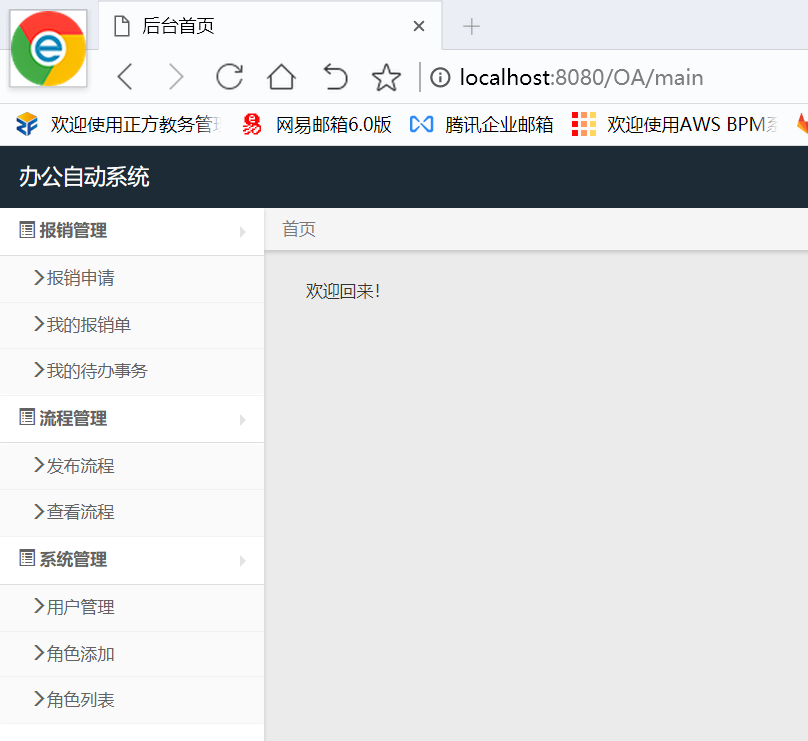 后台首页
localhost:8080/OA/main
欢迎使用正方教务管
网易邮箱6.0版
腾讯企业邮箱
欢迎使用AWS BPM系
办公自动系统
报销管理
首页
报销申请
欢迎回来!
我的报销单
我的待办事务
流程管理
发布流程
查看流程
系统管理
用户管理
角色添加
角色列表